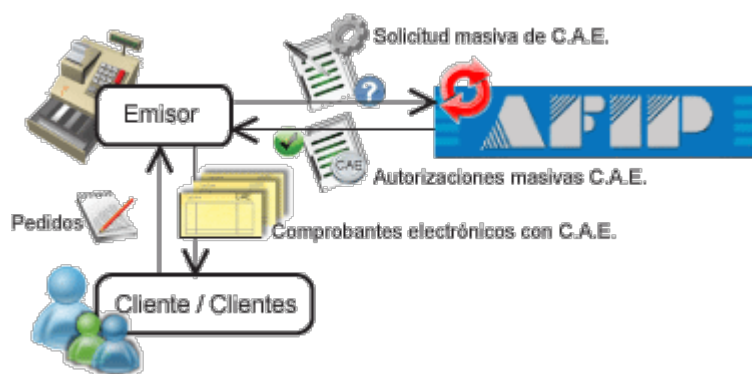 Solicitud masiva de C.A.E.
Emisor
AFIP
CAE
Autorizaciones masivas C.A.E.
Pedidos
Comprobantes electrónicos con C.A.E.
Cliente / Clientes